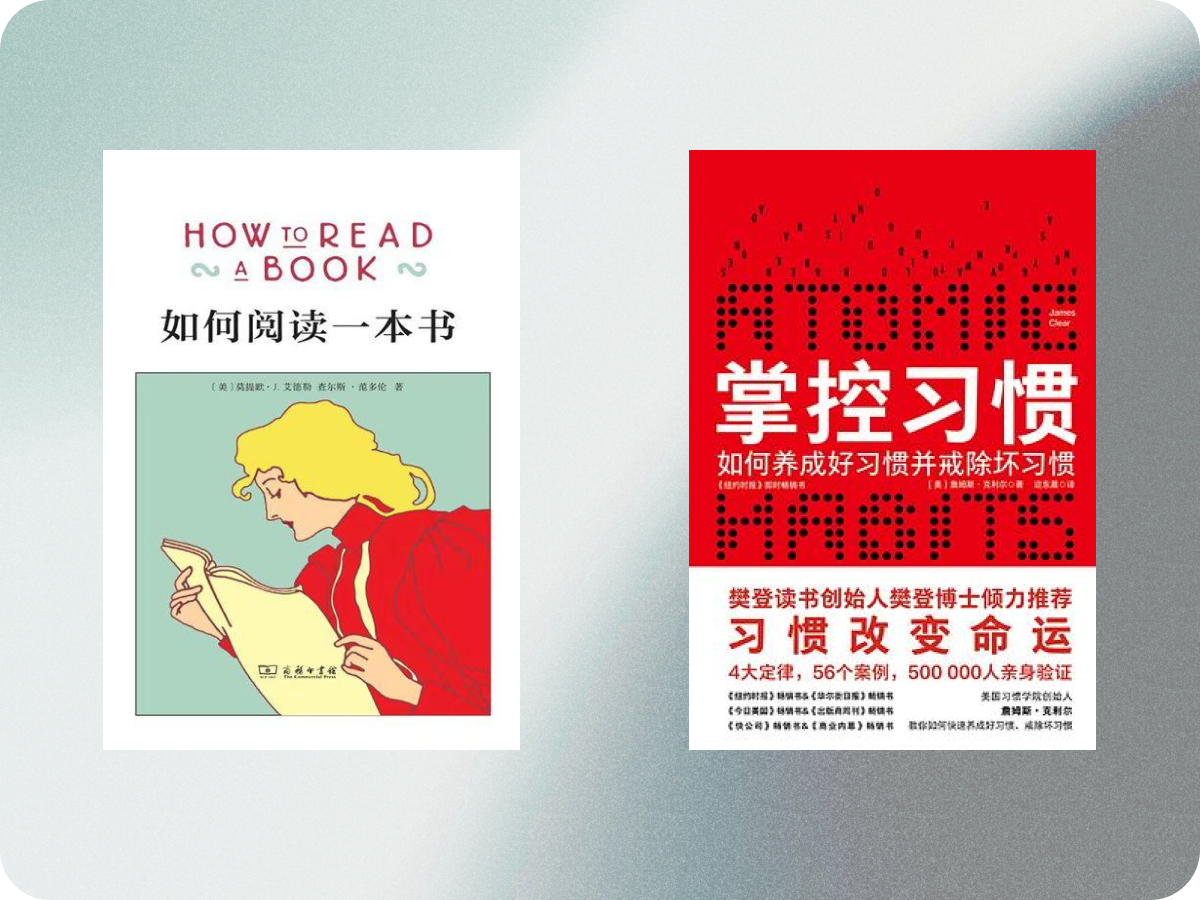 HOW TO READ
A BOOK
如何阅读一本书
〔美〕莫提默·J. 艾德勒 查尔斯·范多伦 著
商務印書館
The Commercial Press
ATOMIC
James
Clear
掌控习惯
如何养成好习惯并戒除坏习惯
《纽约时报》即时畅销书
［美］詹姆斯·克利尔◎著 迩东晨◎译
HABITS
樊登读书创始人樊登博士倾力推荐
习惯改变命运
4大定律，56个案例，500 000人亲身验证
《纽约时报》畅销书&《华尔街日报》畅销书
《今日美国》畅销书&《出版商周刊》畅销书
《快公司》畅销书&《商业内幕》畅销书
美国习惯学院创始人
詹姆斯·克利尔
教你如何快速养成好习惯、戒除坏习惯